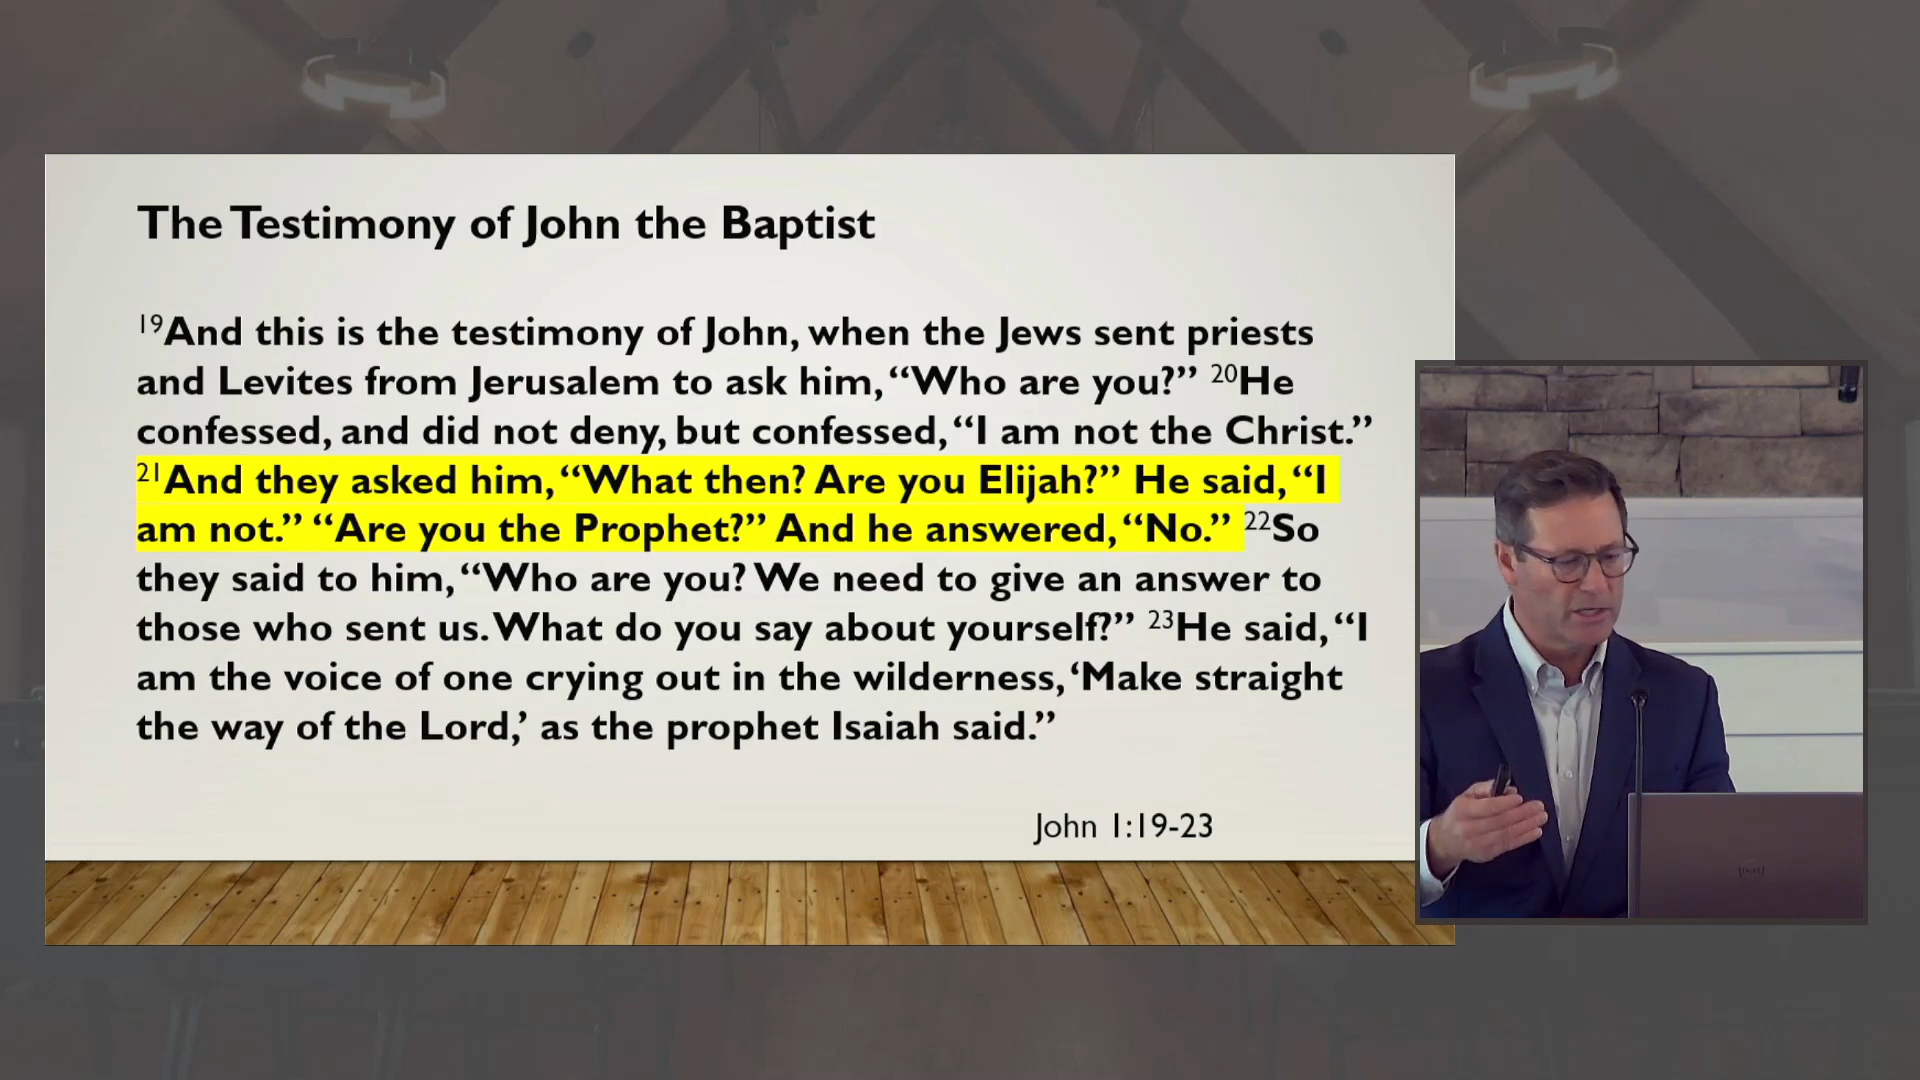 The Testimony of John the Baptist
19And this is the testimony of John, when the Jews sent priests
and Levites from Jerusalem to ask him, “Who are you?” 20He
confessed, and did not deny, but confessed, “I am not the Christ.”
21And they asked him, “What then? Are you Elijah?” He said, “I
am not.” “Are you the Prophet?” And he answered, “No.” 22So
they said to him, “Who are you? We need to give an answer to
those who sent us. What do you say about yourself?” 23He said, “I
am the voice of one crying out in the wilderness, ‘Make straight
the way of the Lord,’ as the prophet Isaiah said.”
John 1:19-23
DELL